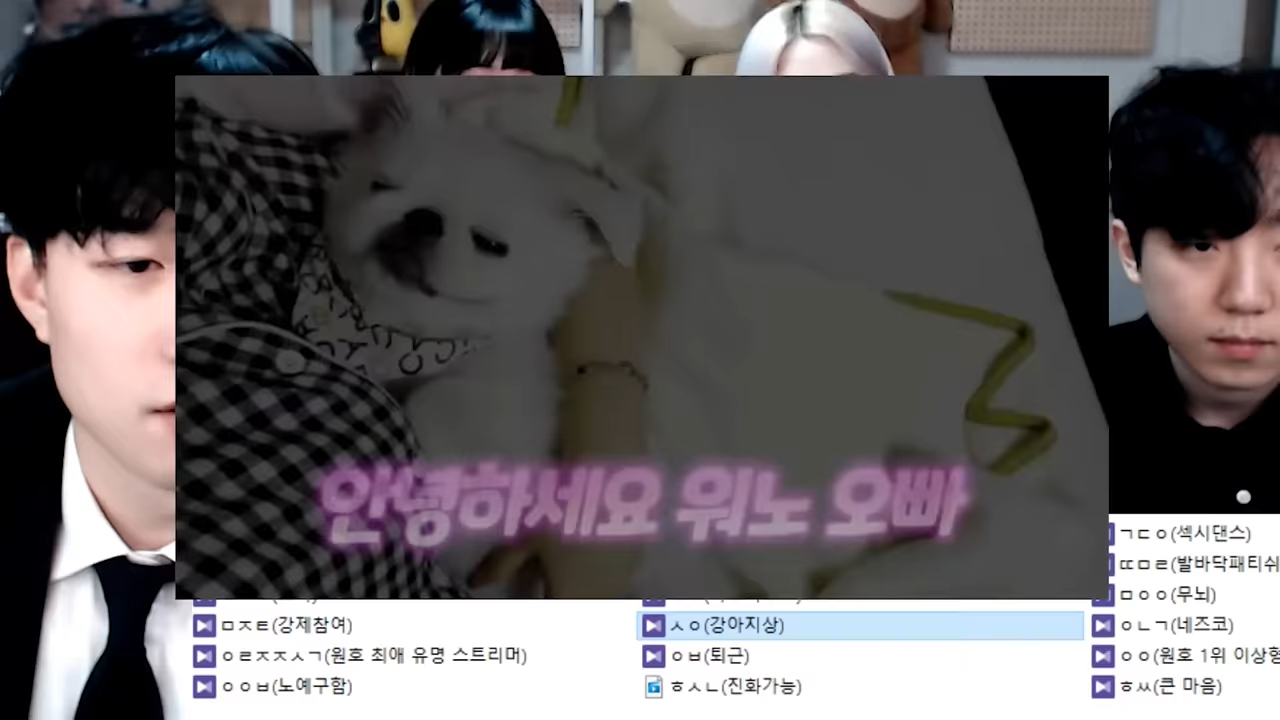 안녕하세요 워노 오빠
ㄱㄷㅇ(섹시댄스)
ㄸㅁㄹ(발바닥패티쉬
ㅁㅇㅇ(무뇌)
ㅁㅈㅌ(강제참여)
ㅅㅇ(강아지상)
ㅇㄴㄱ(네즈코)
ㅇㄹㅈㅈㅅㄱ(원호 최애 유명 스트리머)
ㅇㅂ(퇴근)
ㅇㅇ(원호 1위 이상형
ㅇㅇㅂ(노예구함)
ㅎㅅㄴ(진화가능)
ㅎㅆ(큰 마음)